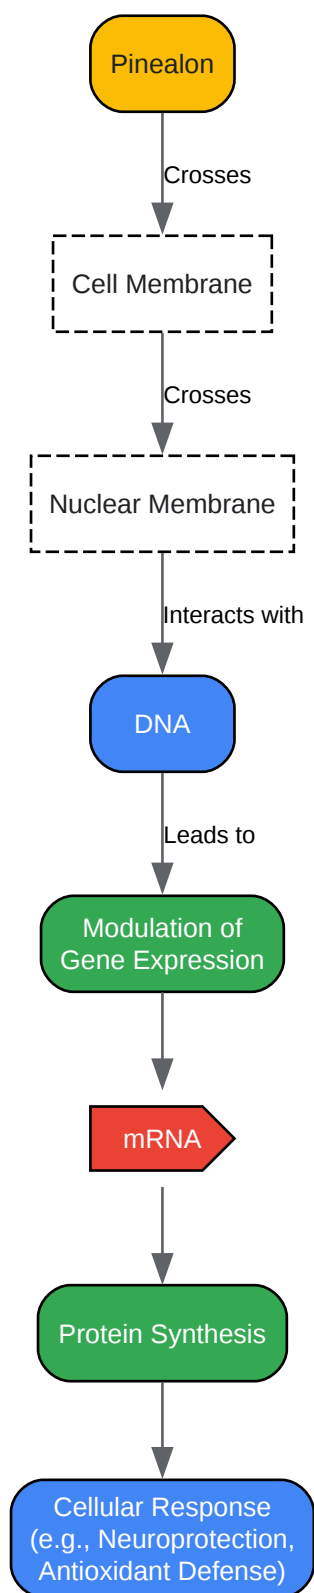 Pinealon
Crosses
Cell Membrane
Crosses
Nuclear Membrane
Interacts with
DNA
Leads to
Modulation of
Gene Expression
mRNA
Protein Synthesis
Cellular Response
(e.g., Neuroprotection,
Antioxidant Defense)